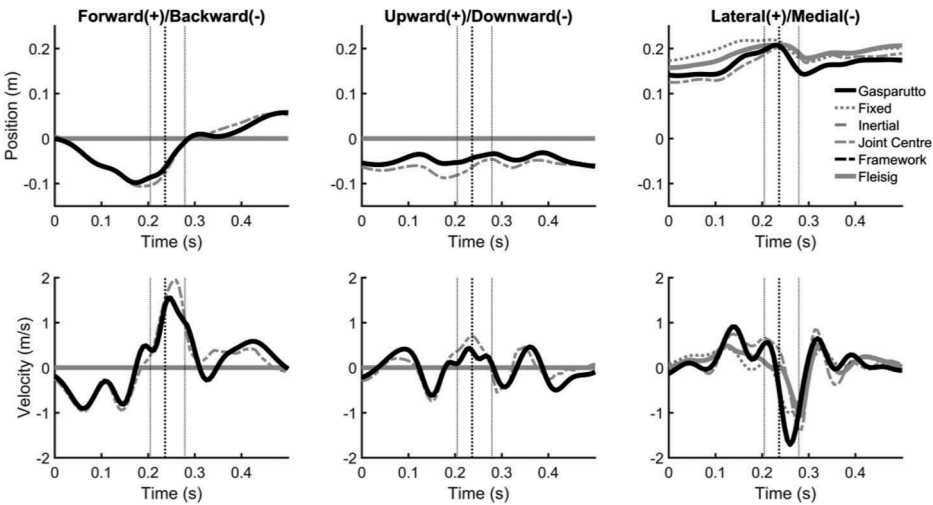 Forward(+)/Backward(-)
Upward(+)/Downward(-)
Lateral(+)/Medial(-)
Position (m)
0.2
0.1
0
-0.1
0 0.1 0.2 0.3 0.4
Time (s)
0.2
0.1
0
-0.1
0 0.1 0.2 0.3 0.4
Time (s)
0.2
0.1
0
-0.1
0 0.1 0.2 0.3 0.4
Time (s)
Gasparutto
Fixed
Inertial
Joint Centre
Framework
Fleisig
Velocity (m/s)
2
1
0
-1
-2
0 0.1 0.2 0.3 0.4
Time (s)
2
1
0
-1
-2
0 0.1 0.2 0.3 0.4
Time (s)
2
1
0
-1
-2
0 0.1 0.2 0.3 0.4
Time (s)